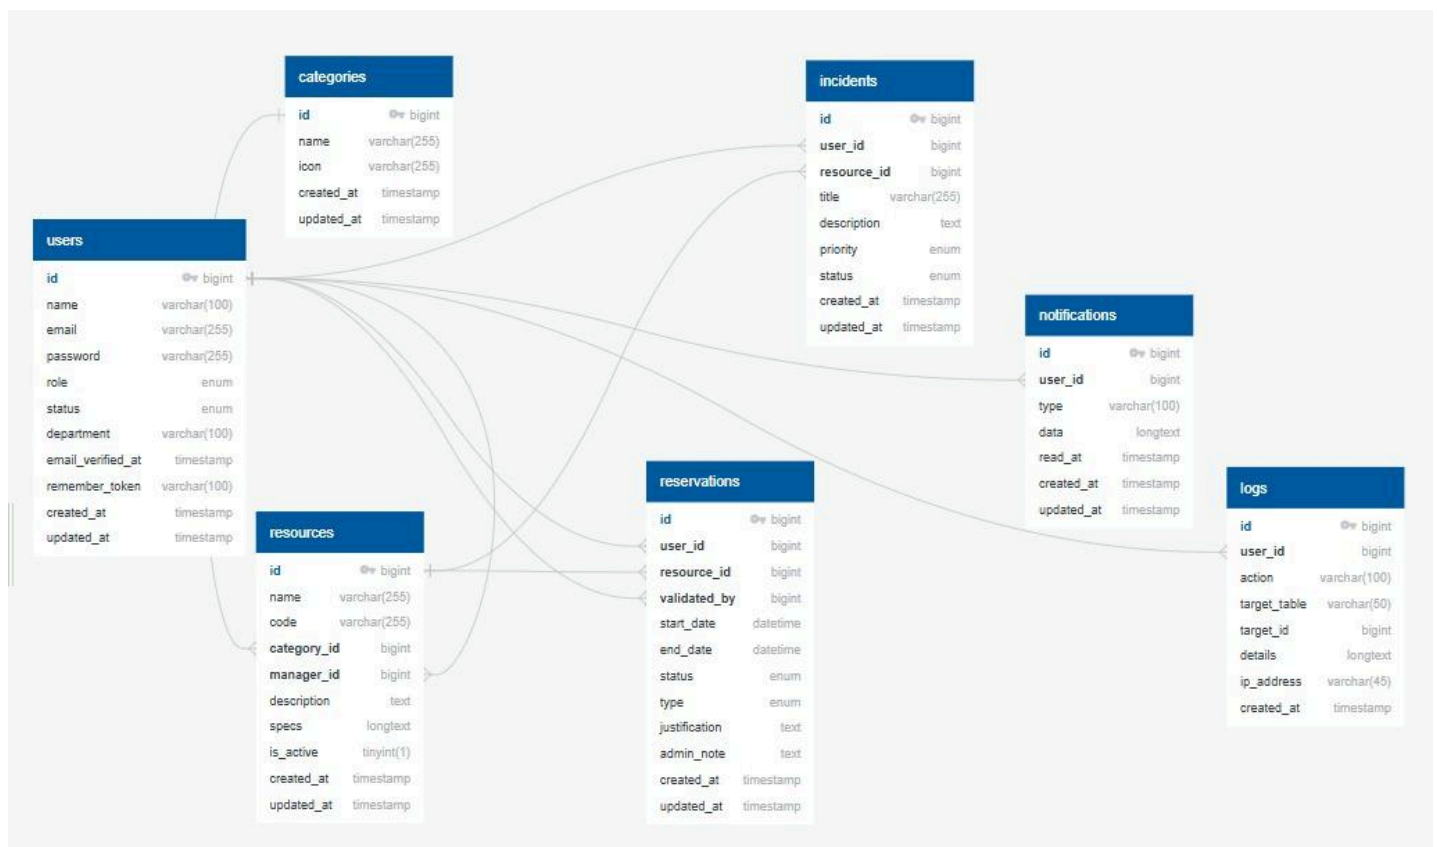 categories
id bigint
name varchar(255)
icon varchar(255)
created_at timestamp
updated_at timestamp
users
id bigint
name varchar(100)
email varchar(255)
password varchar(255)
role enum
status enum
department varchar(100)
email_verified_at timestamp
remember_token varchar(100)
created_at timestamp
updated_at timestamp
resources
id bigint
name varchar(255)
code varchar(255)
category_id bigint
manager_id bigint
description text
specs longtext
is_active tinyint(1)
created_at timestamp
updated_at timestamp
incidents
id bigint
user_id bigint
resource_id bigint
title varchar(255)
description text
priority enum
status enum
created_at timestamp
updated_at timestamp
reservations
id bigint
user_id bigint
resource_id bigint
validated_by bigint
start_date datetime
end_date datetime
status enum
type enum
justification text
admin_note text
created_at timestamp
updated_at timestamp
notifications
id bigint
user_id bigint
type varchar(100)
data longtext
read_at timestamp
created_at timestamp
updated_at timestamp
logs
id bigint
user_id bigint
action varchar(100)
target_table varchar(50)
target_id bigint
details longtext
ip_address varchar(45)
created_at timestamp